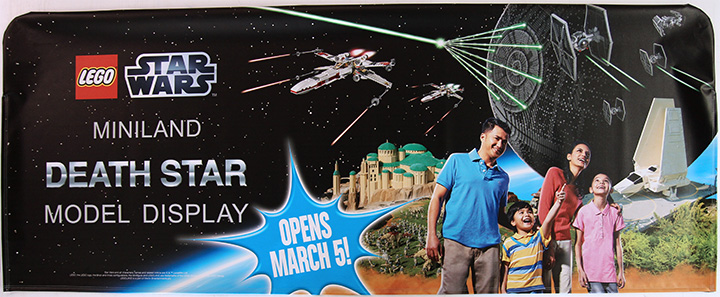 LEGO
STAR
WARS
MINILAND
DEATH STAR
MODEL DISPLAY
OPENS
MARCH 5!